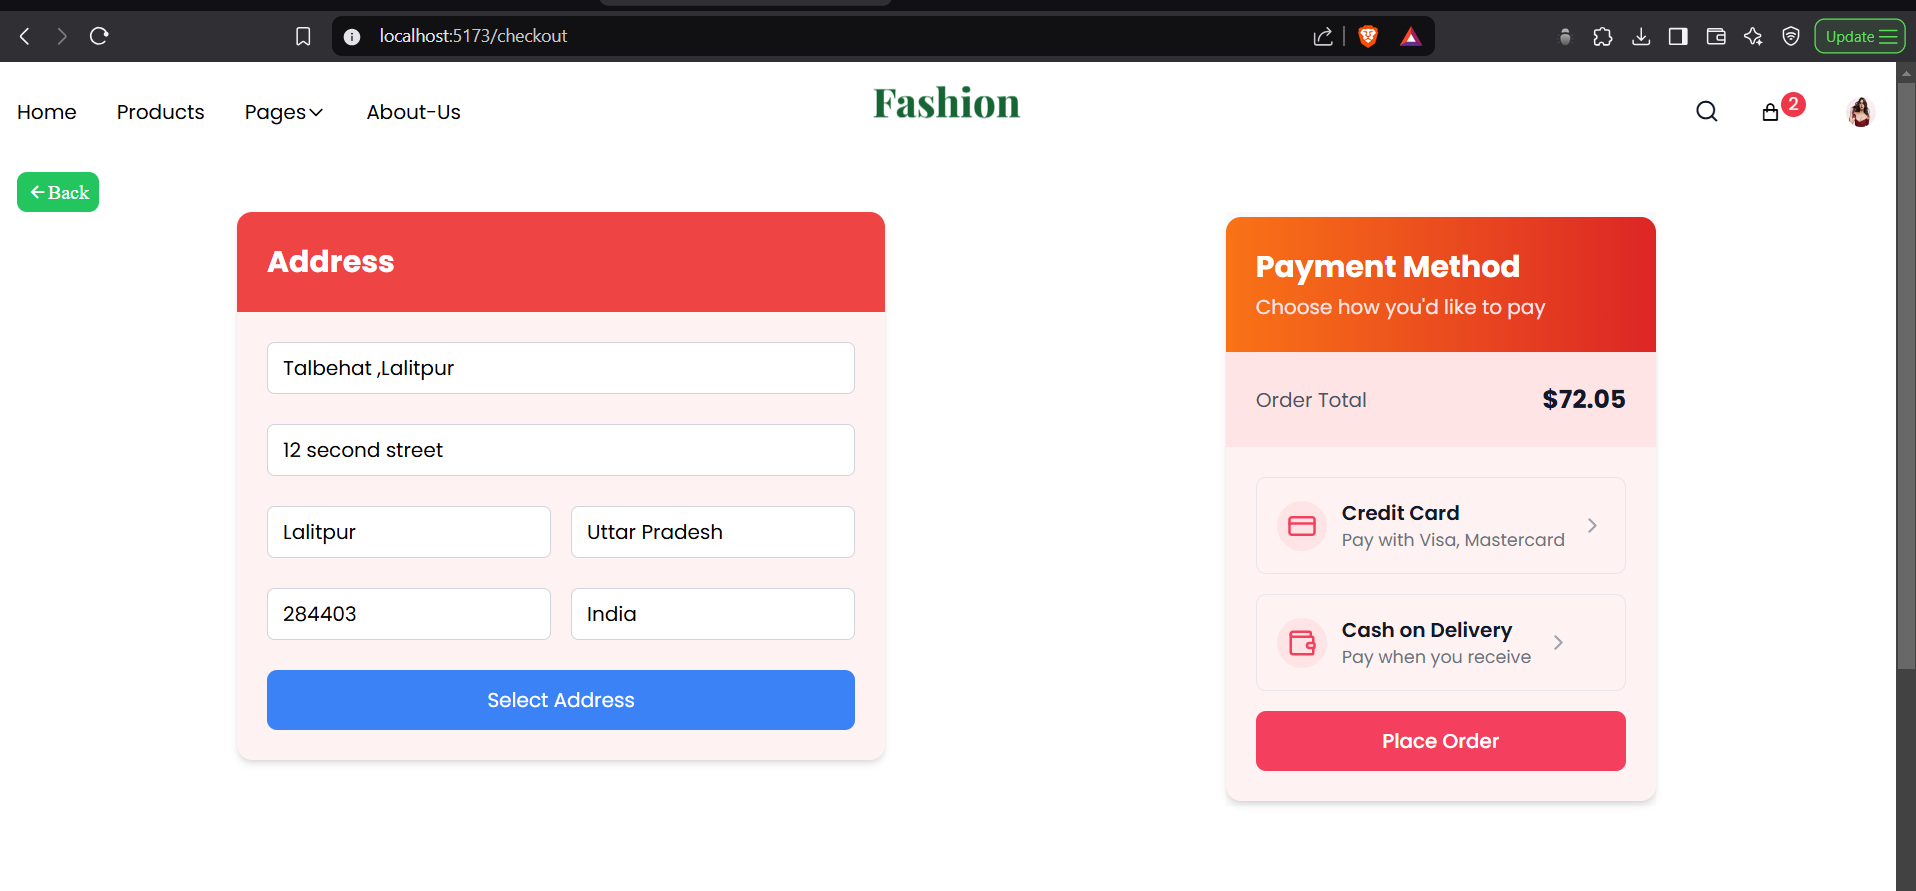 localhost:5173/checkout
Update
Home Products Pages About-Us
Fashion
2
Back
Address
Talbehat ,Lalitpur
12 second street
Lalitpur
Uttar Pradesh
284403
India
Select Address
Payment Method
Choose how you'd like to pay
Order Total
$72.05
Credit Card
Pay with Visa, Mastercard
Cash on Delivery
Pay when you receive
Place Order